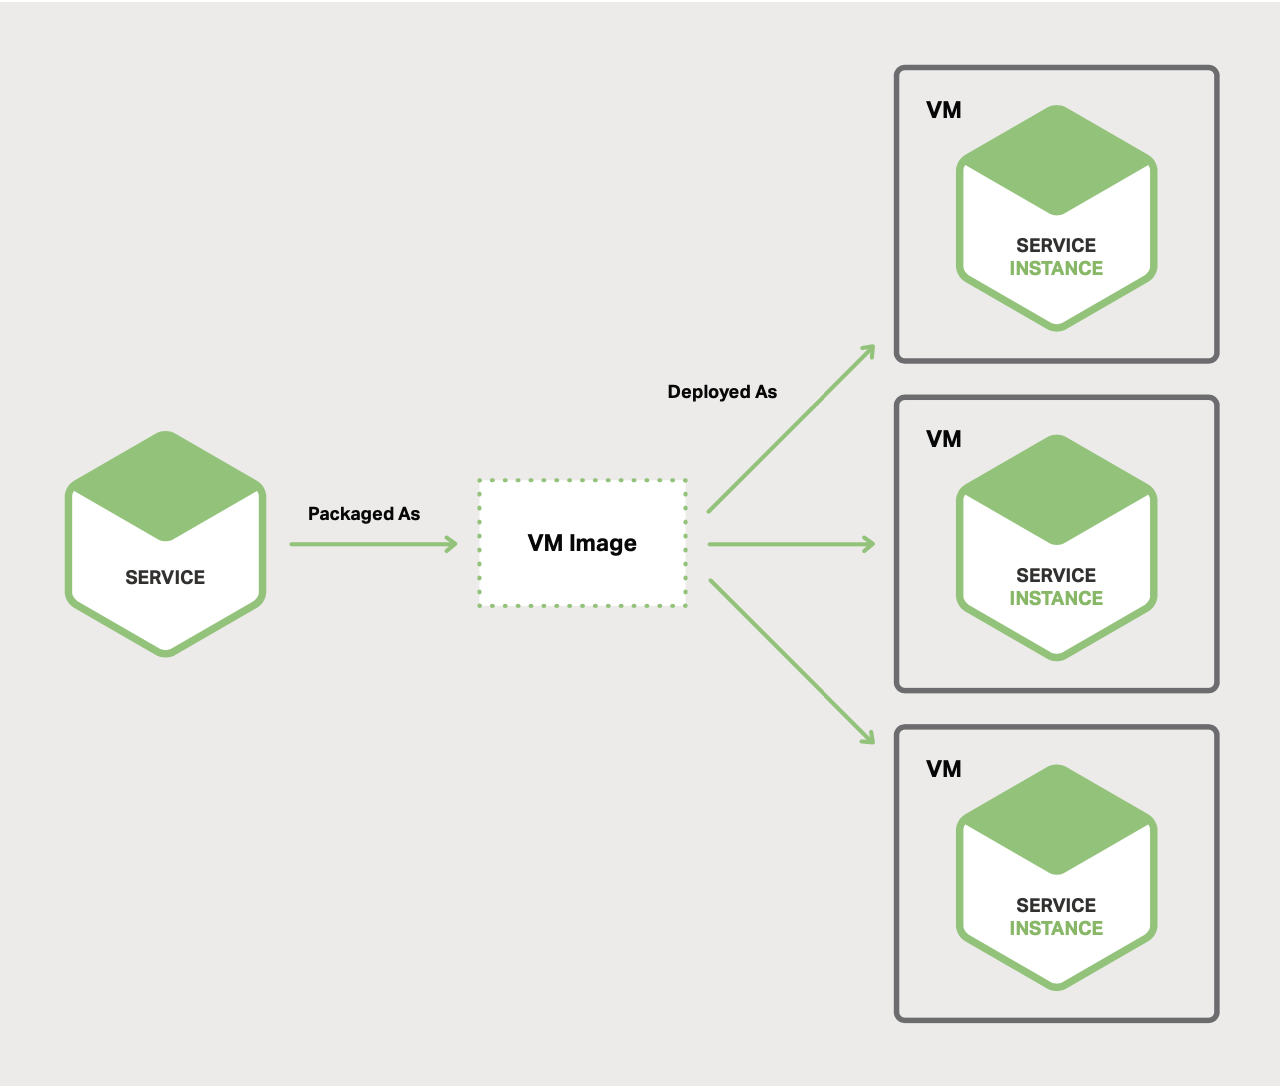 SERVICE
Packaged As
VM Image
Deployed As
VM
SERVICE
INSTANCE
VM
SERVICE
INSTANCE
VM
SERVICE
INSTANCE